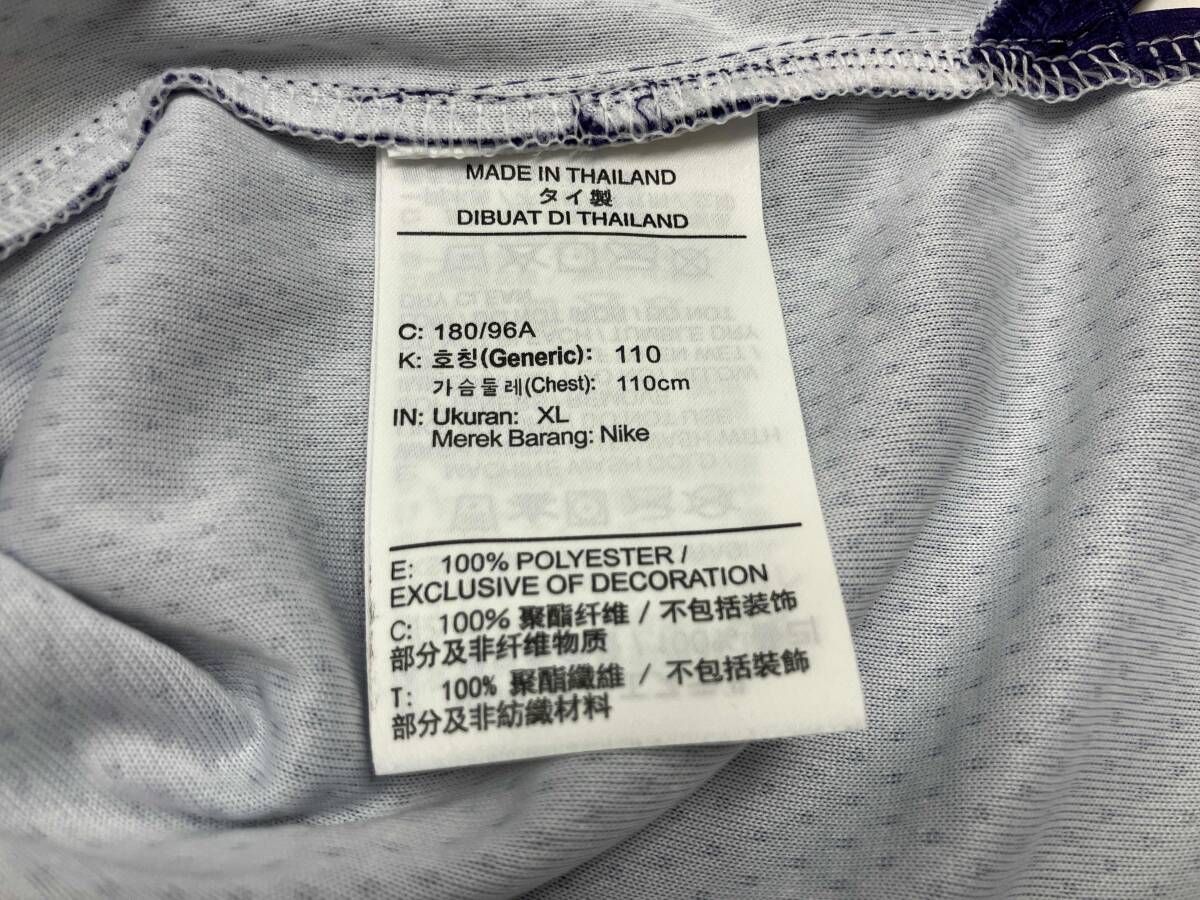 MADE IN THAILAND
タイ製
DIBUAT DI THAILAND
C: 180/96A
K: 호칭(Generic): 110
가슴둘레(Chest): 110cm
IN: Ukuran: XL
Merek Barang: Nike
E: 100% POLYESTER /
EXCLUSIVE OF DECORATION
C: 100% 聚酯纤维 / 不包括装饰
部分及非纤维物质
T: 100% 聚酯纖維 / 不包括裝飾
部分及非紡織材料